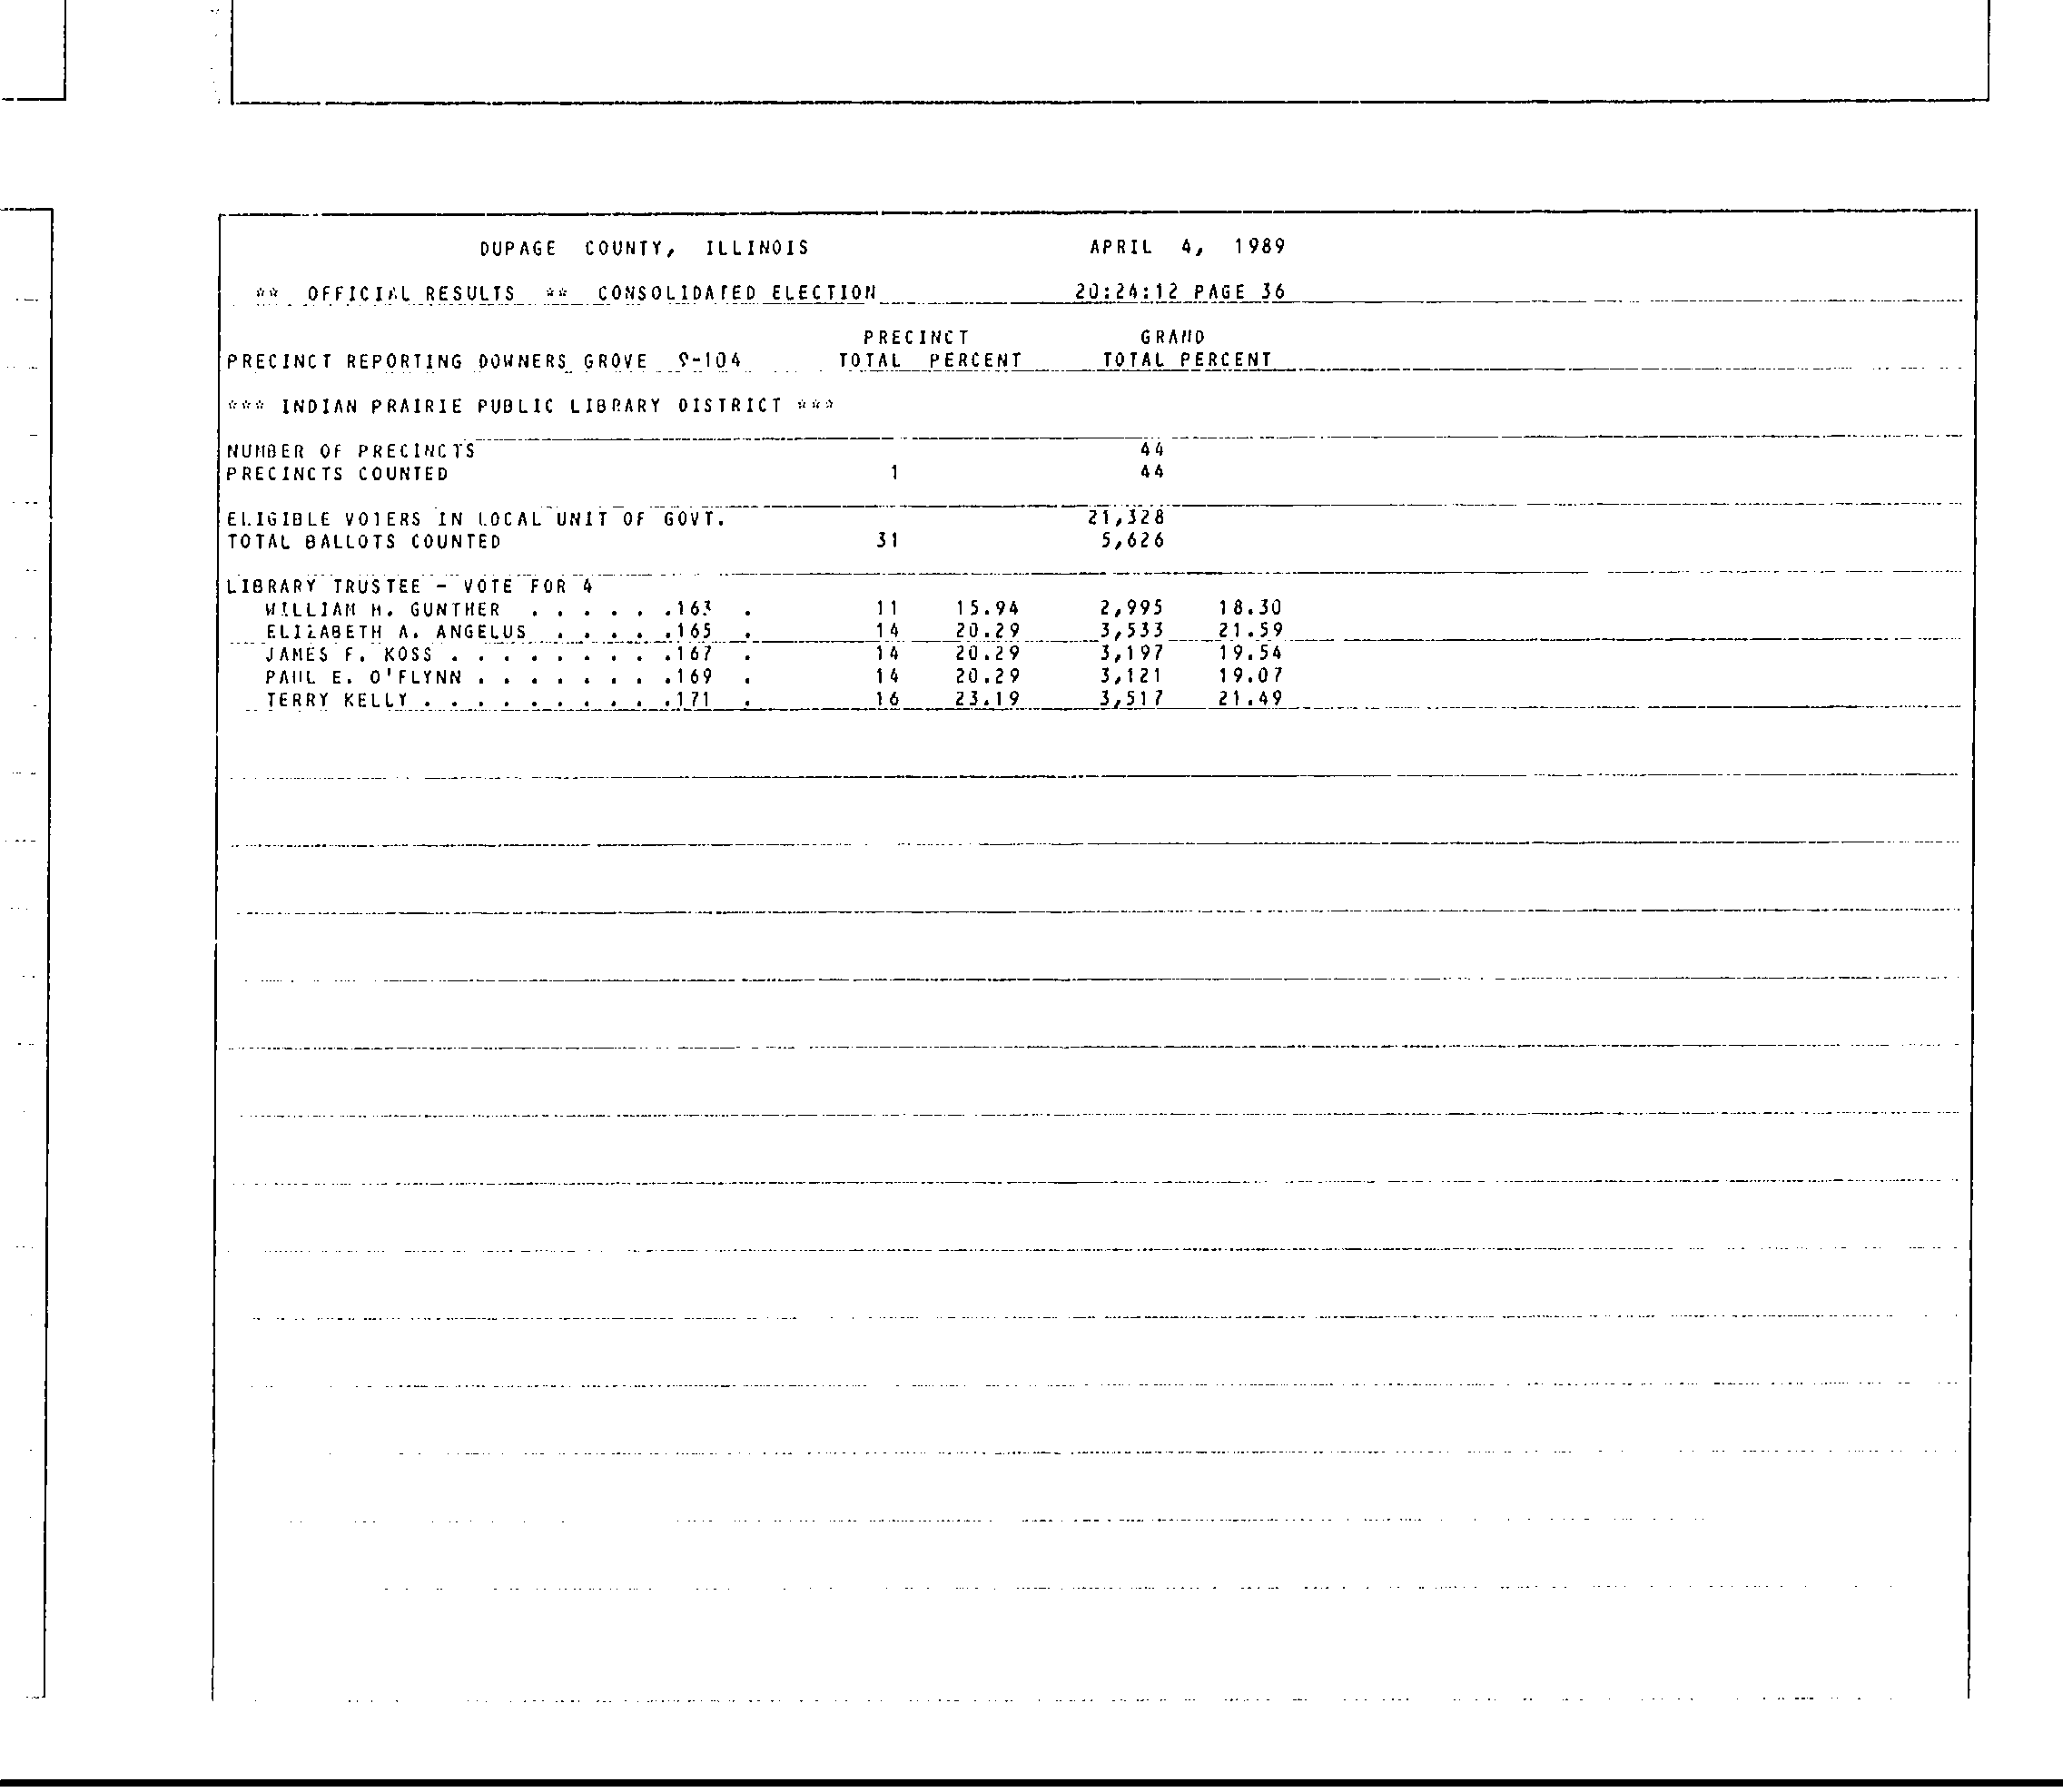 DUPAGE COUNTY, ILLINOIS APRIL 4, 1989
** OFFICIAL RESULTS ** CONSOLIDATED ELECTION 20:24:12 PAGE 36
PRECINCT GRAND
PRECINCT REPORTING DOWNERS GROVE 9-104 TOTAL PERCENT TOTAL PERCENT
*** INDIAN PRAIRIE PUBLIC LIBRARY DISTRICT ***
NUMBER OF PRECINCTS 44
PRECINCTS COUNTED 1 44
ELIGIBLE VOTERS IN LOCAL UNIT OF GOVT. 21,328
TOTAL BALLOTS COUNTED 31 5,626
LIBRARY TRUSTEE - VOTE FOR 4
WILLIAM H. GUNTHER . . . . . .163 . 11 15.94 2,995 18.30
ELIZABETH A. ANGELUS . . . . .165 . 14 20.29 3,533 21.59
JAMES F. KOSS . . . . . . . . .167 . 14 20.29 3,197 19.54
PAUL E. O'FLYNN . . . . . . . .169 . 14 20.29 3,121 19.07
TERRY KELLY . . . . . . . . . .171 . 16 23.19 3,517 21.49